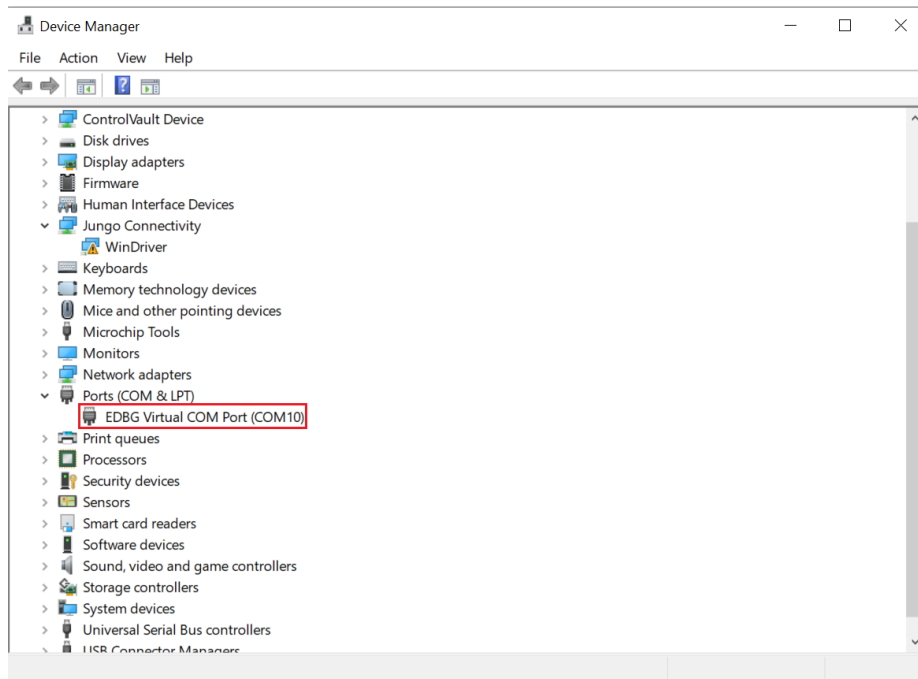 Device Manager
File Action View Help
ControlVault Device
Disk drives
Display adapters
Firmware
Human Interface Devices
Jungo Connectivity
WinDriver
Keyboards
Memory technology devices
Mice and other pointing devices
Microchip Tools
Monitors
Network adapters
Ports (COM & LPT)
EDBG Virtual COM Port (COM10)
Print queues
Processors
Security devices
Sensors
Smart card readers
Software devices
Sound, video and game controllers
Storage controllers
System devices
Universal Serial Bus controllers
USB Connector Managers